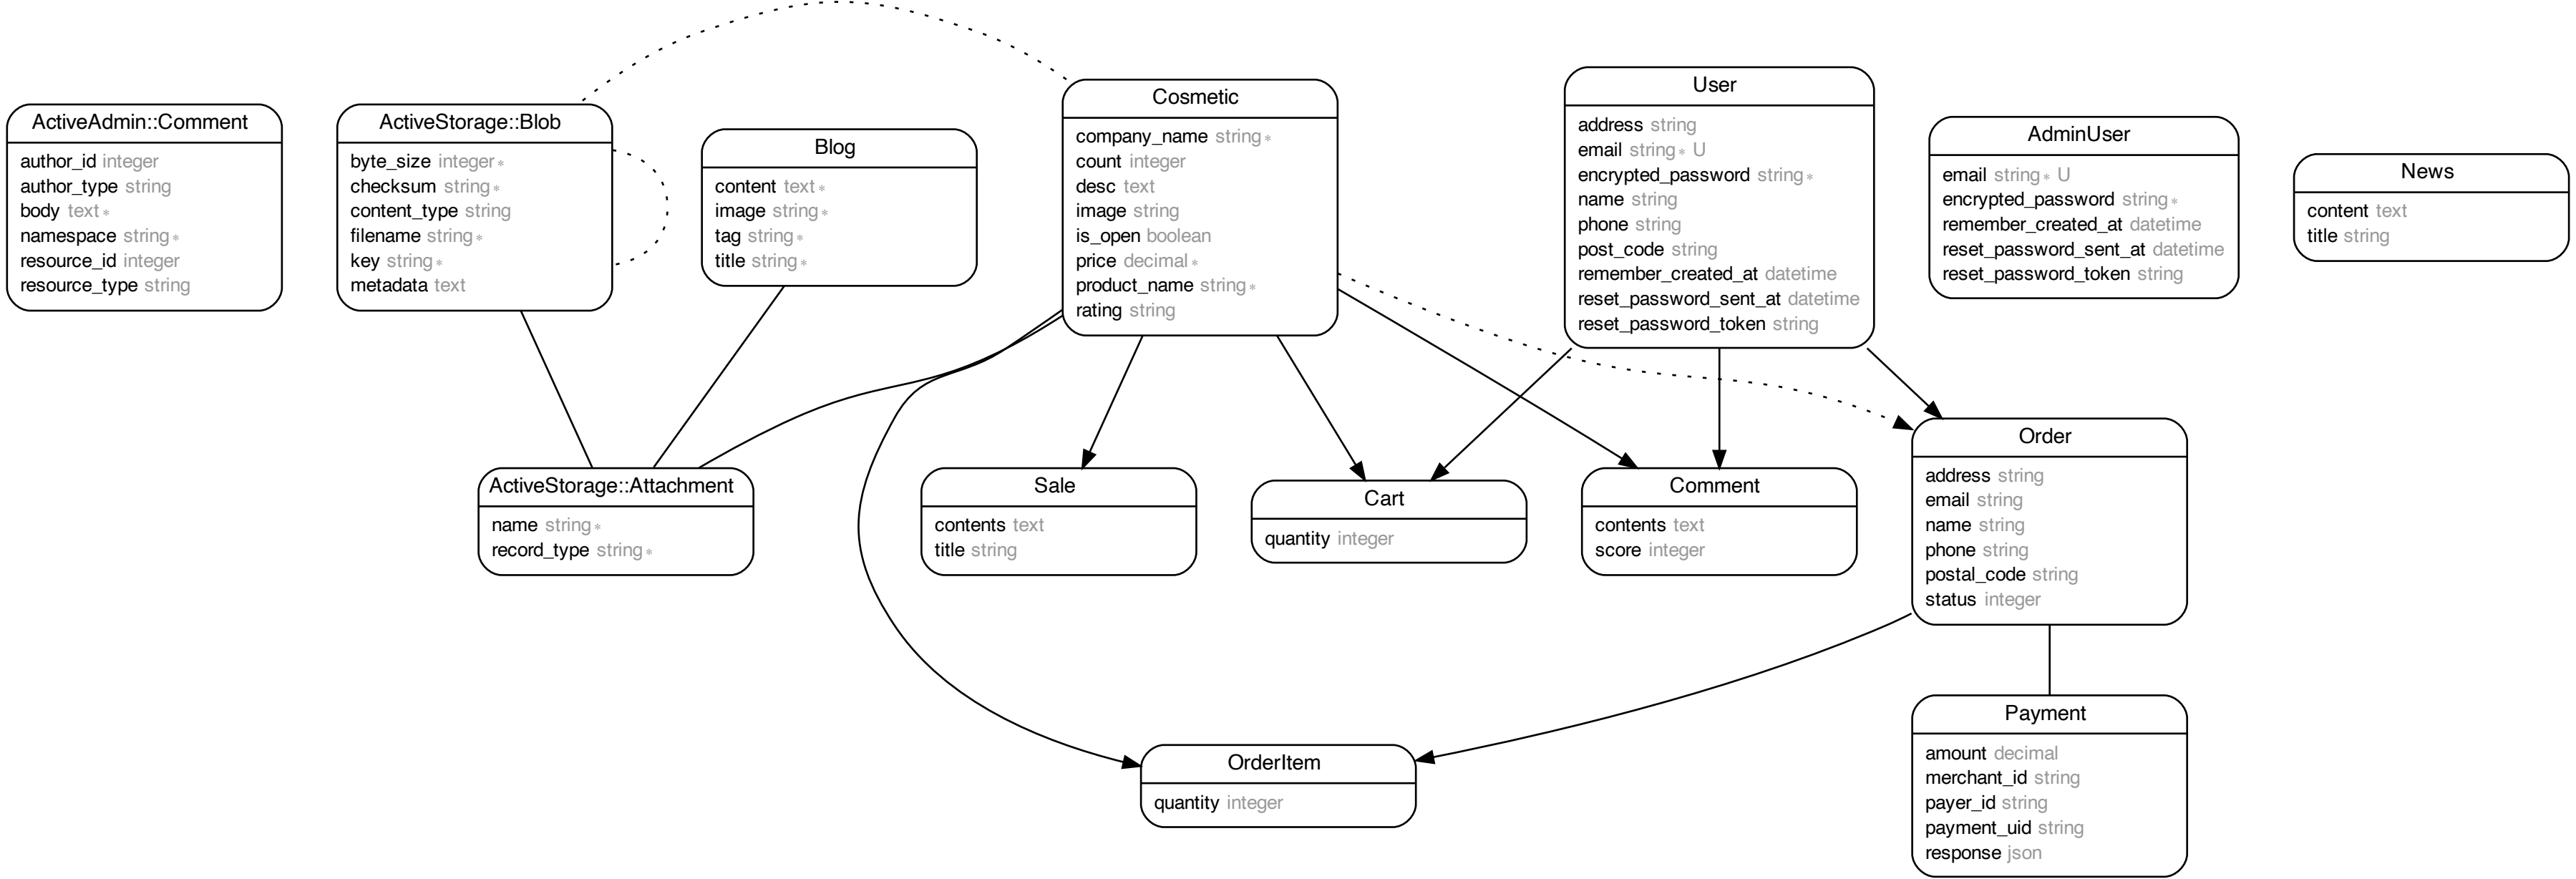 ActiveAdmin::Comment
author_id integer
author_type string
body text *
namespace string *
resource_id integer
resource_type string
ActiveStorage::Blob
byte_size integer *
checksum string *
content_type string
filename string *
key string *
metadata text
Blog
content text *
image string *
tag string *
title string *
Cosmetic
company_name string *
count integer
desc text
image string
is_open boolean
price decimal *
product_name string *
rating string
User
address string
email string * U
encrypted_password string *
name string
phone string
post_code string
remember_created_at datetime
reset_password_sent_at datetime
reset_password_token string
AdminUser
email string * U
encrypted_password string *
remember_created_at datetime
reset_password_sent_at datetime
reset_password_token string
News
content text
title string
ActiveStorage::Attachment
name string *
record_type string *
Sale
contents text
title string
Cart
quantity integer
Comment
contents text
score integer
Order
address string
email string
name string
phone string
postal_code string
status integer
OrderItem
quantity integer
Payment
amount decimal
merchant_id string
payer_id string
payment_uid string
response json